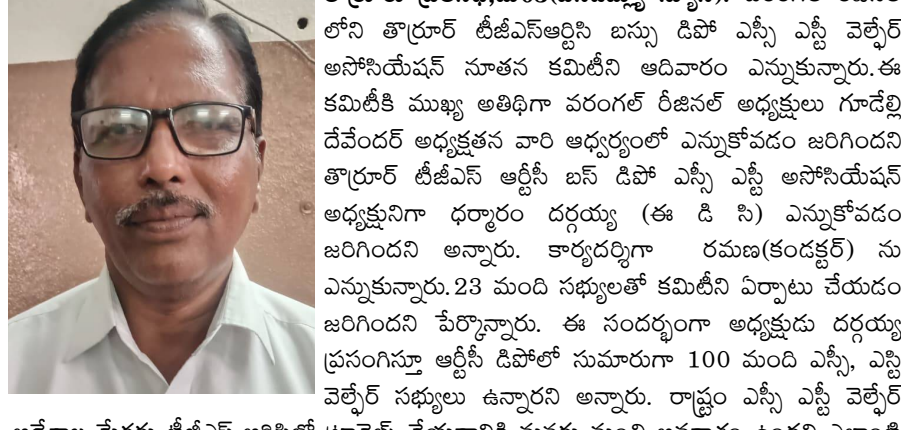 లోని తొర్రూర్ టీజీఎస్ఆర్టిసి బస్సు డిపో ఎస్సీ ఎస్టీ వెల్ఫేర్
అసోసియేషన్ నూతన కమిటీని ఆదివారం ఎన్నుకున్నారు.ఈ
కమిటీకి ముఖ్య అతిథిగా వరంగల్ రీజినల్ అధ్యక్షులు గూడేల్లి
దేవేందర్ అధ్యక్షతన వారి ఆధ్వర్యంలో ఎన్నుకోవడం జరిగిందని
తొర్రూర్ టీజీఎస్ ఆర్టీసీ బస్ డిపో ఎస్సీ ఎస్టీ అసోసియేషన్
అధ్యక్షునిగా ధర్మారం దర్గయ్య (ఈ డి సి) ఎన్నుకోవడం
జరిగిందని అన్నారు. కార్యదర్శిగా రమణ(కండక్టర్) ను
ఎన్నుకున్నారు.23 మంది సభ్యులతో కమిటీని ఏర్పాటు చేయడం
జరిగిందని పేర్కొన్నారు. ఈ సందర్భంగా అధ్యక్షుడు దర్గయ్య
ప్రసంగిస్తూ ఆర్టీసీ డిపోలో సుమారుగా 100 మంది ఎస్సీ, ఎస్టి
వెల్ఫేర్ సభ్యులు ఉన్నారని అన్నారు. రాష్ట్రం ఎస్సీ ఎస్టీ వెల్ఫేర్